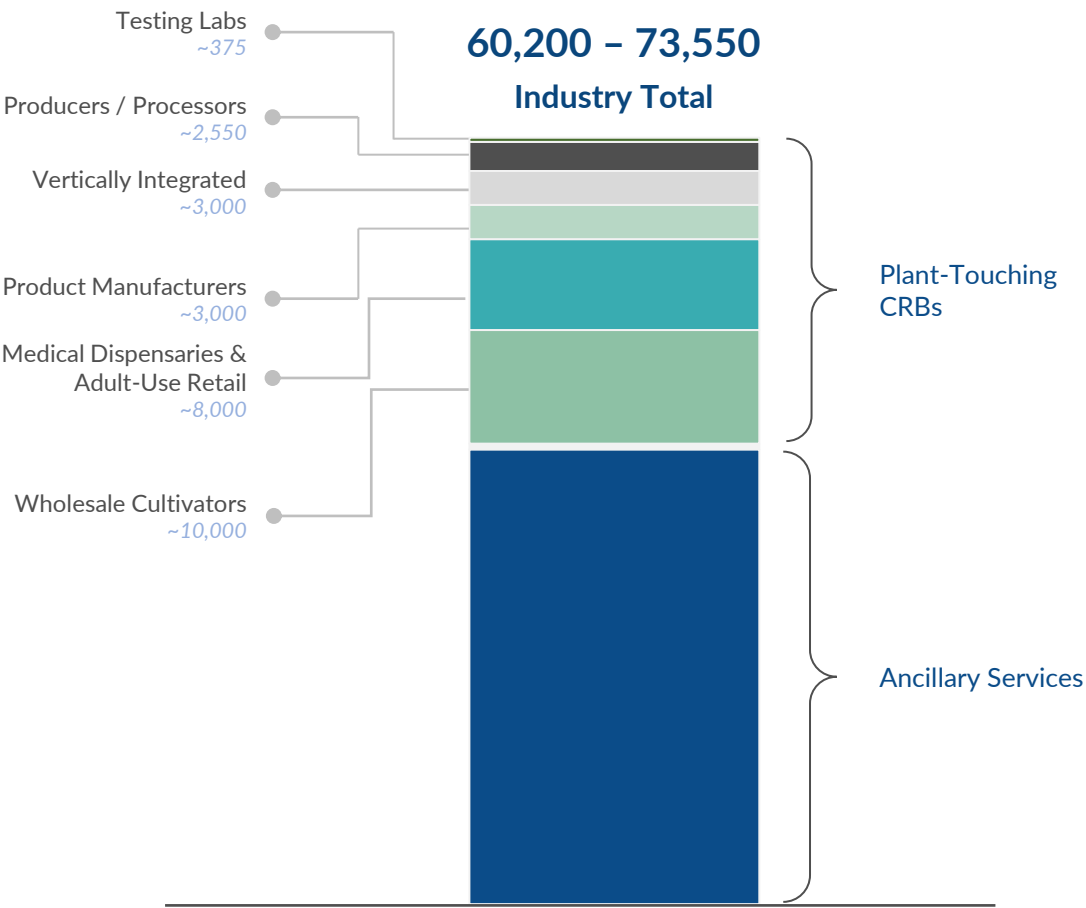 Testing Labs
~375
60,200 – 73,550
Industry Total
Producers / Processors
~2,550
Vertically Integrated
~3,000
Product Manufacturers
~3,000
Medical Dispensaries &
Adult-Use Retail
~8,000
Wholesale Cultivators
~10,000
Plant-Touching
CRBs
Ancillary Services